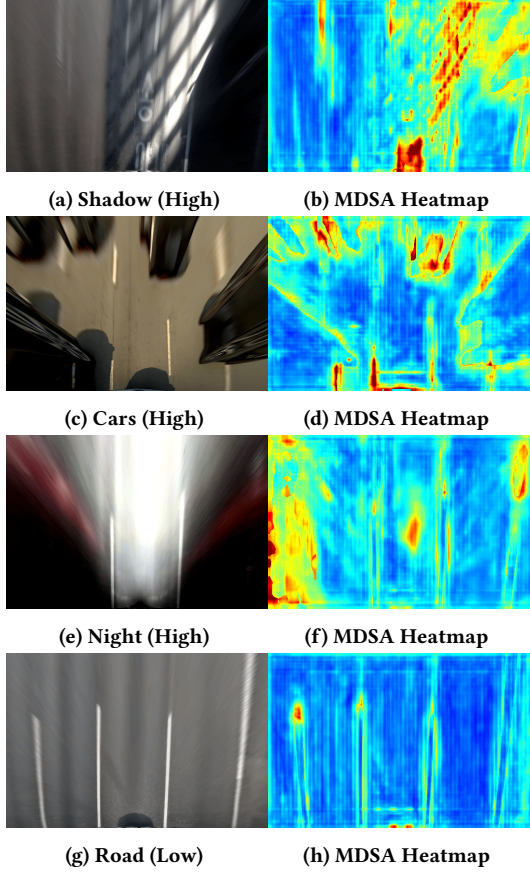 (a) Shadow (High) (b) MDSA Heatmap
(c) Cars (High) (d) MDSA Heatmap
(e) Night (High) (f) MDSA Heatmap
(g) Road (Low) (h) MDSA Heatmap